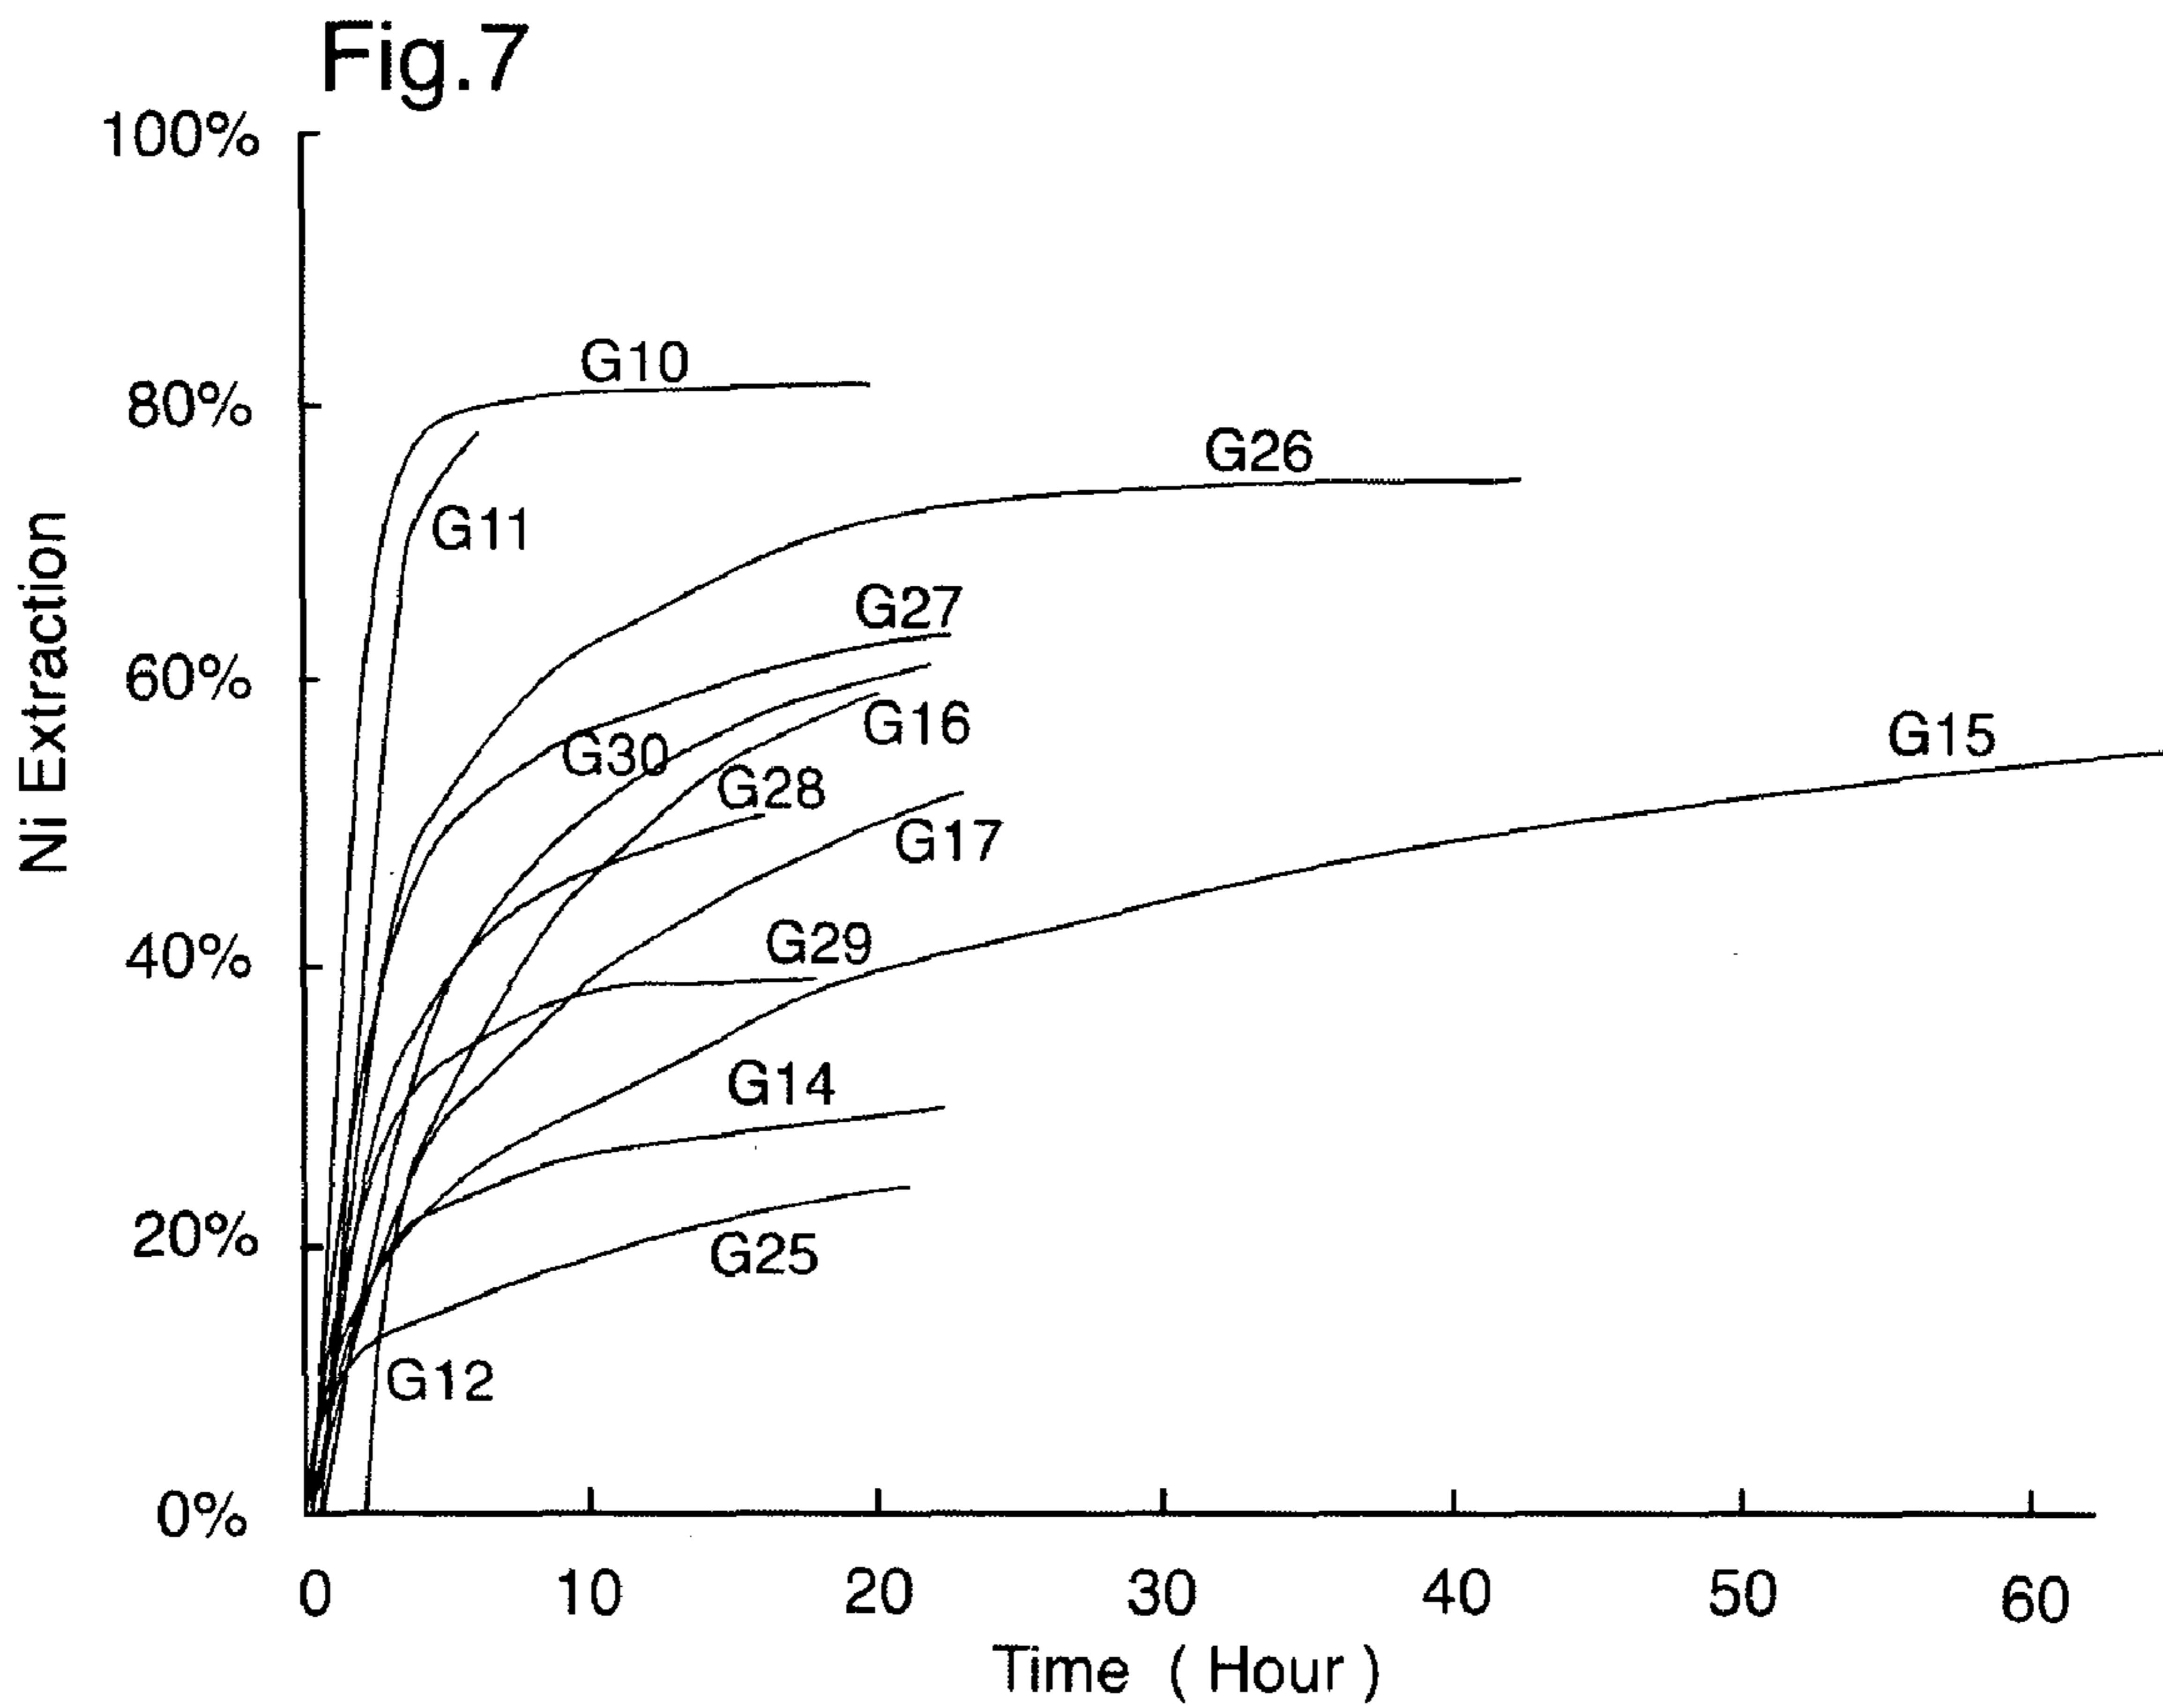 Fig.7
100%
80%
60%
40%
20%
0%
Ni Extraction
G10
G11
G26
G27
G30
G16
G28
G15
G17
G29
G14
G25
G12
0 10 20 30 40 50 60
Time ( Hour )